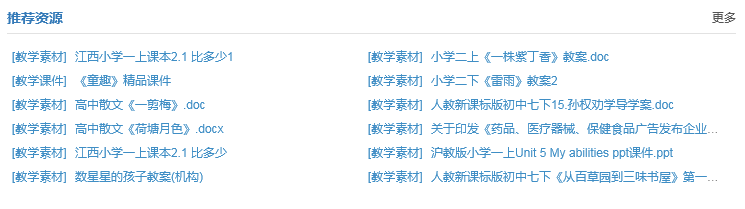 推荐资源 更多
[教学素材] 江西小学一上课本2.1 比多少1
[教学素材] 小学二上《一株紫丁香》教案.doc
[教学课件] 《童趣》精品课件
[教学素材] 小学二下《雷雨》教案2
[教学素材] 高中散文《一剪梅》.doc
[教学素材] 人教新课标版初中七下15.孙权劝学导学案.doc
[教学素材] 高中散文《荷塘月色》.docx
[教学素材] 关于印发《药品、医疗器械、保健食品广告发布企业...
[教学素材] 江西小学一上课本2.1 比多少
[教学素材] 沪教版小学一上Unit 5 My abilities ppt课件.ppt
[教学素材] 数星星的孩子教案(机构)
[教学素材] 人教新课标版初中七下《从百草园到三味书屋》第一...